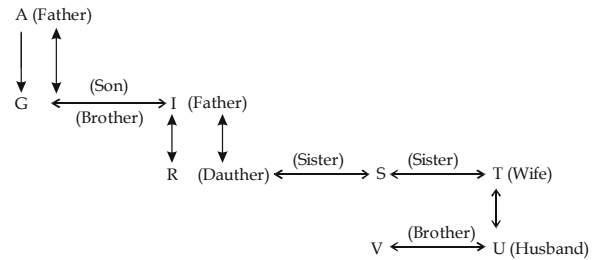 A (Father)
(Son)
G I (Father)
(Brother)
(Sister) (Sister)
R (Dauther) S T (Wife)
(Brother)
V U (Husband)